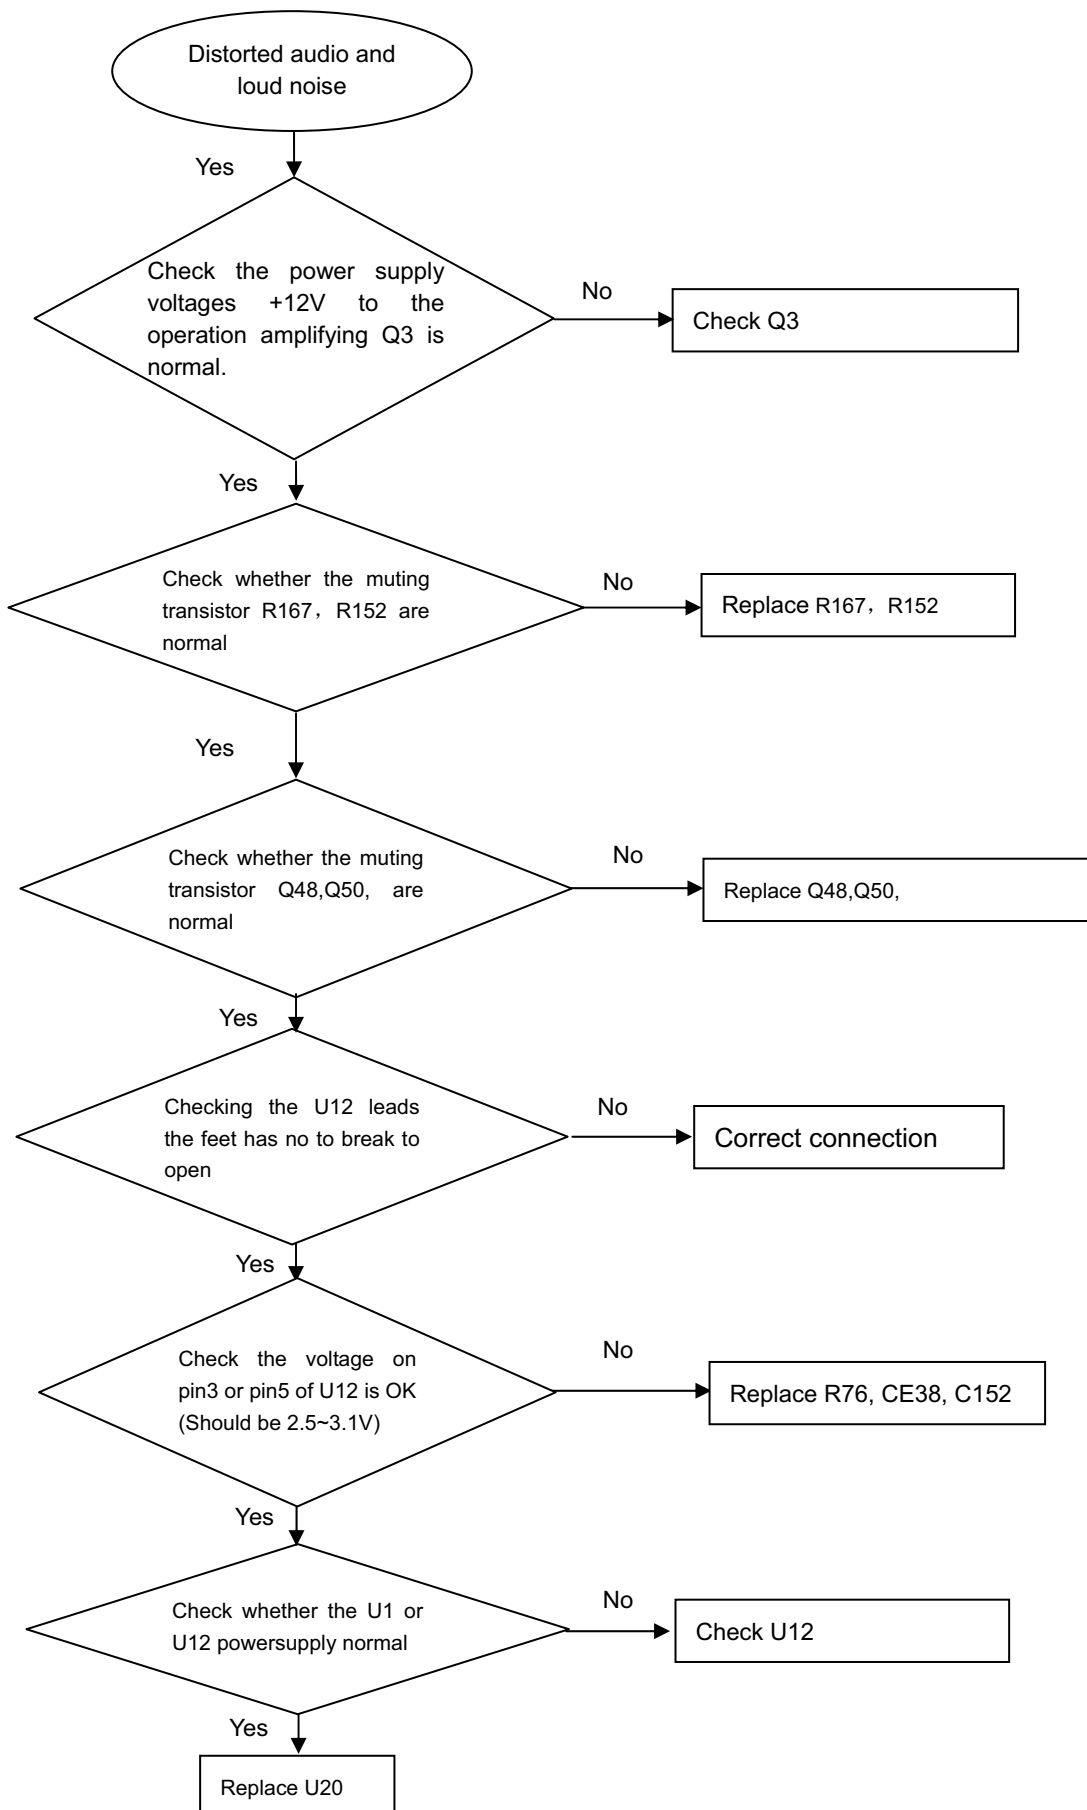 Distorted audio and
loud noise
Yes
Check the power supply
voltages +12V to the
operation amplifying Q3 is
normal.
No
Check Q3
Yes
Check whether the muting
transistor R167，R152 are
normal
No
Replace R167，R152
Yes
Check whether the muting
transistor Q48,Q50, are
normal
No
Replace Q48,Q50,
Yes
Checking the U12 leads
the feet has no to break to
open
No
Correct connection
Yes
Check the voltage on
pin3 or pin5 of U12 is OK
(Should be 2.5~3.1V)
No
Replace R76, CE38, C152
Yes
Check whether the U1 or
U12 powersupply normal
No
Check U12
Yes
Replace U20